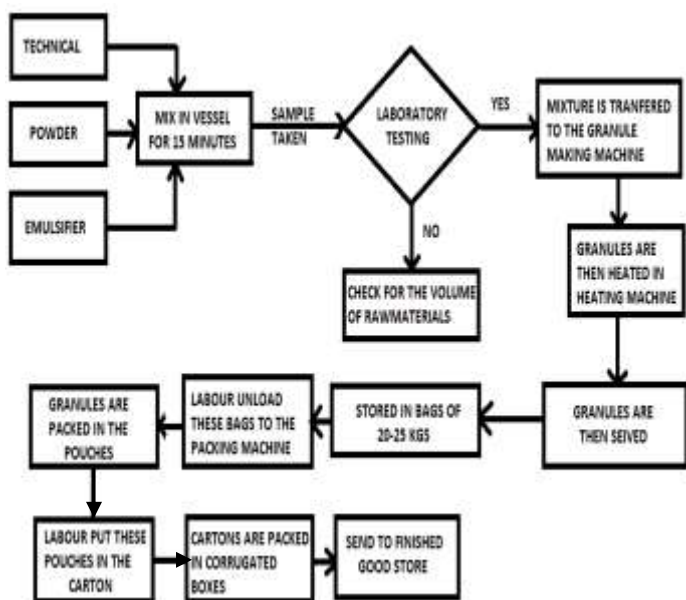 TECHNICAL
POWDER
EMULSIFIER
MIX IN VESSEL
FOR 15 MINUTES
SAMPLE
TAKEN
LABORATORY
TESTING
YES
MIXTURE IS TRANFERED
TO THE GRANULE
MAKING MACHINE
NO
CHECK FOR THE VOLUME
OF RAWMATERIALS
GRANULES ARE
THEN HEATED IN
HEATING MACHINE
GRANULES ARE
THEN SEIVED
STORED IN BAGS OF
20-25 KGS
LABOUR UNLOAD
THESE BAGS TO THE
PACKING MACHINE
GRANULES ARE
PACKED IN THE
POUCHES
LABOUR PUT THESE
POUCHES IN THE
CARTON
CARTONS ARE PACKED
IN CORRUGATED
BOXES
SEND TO FINISHED
GOOD STORE